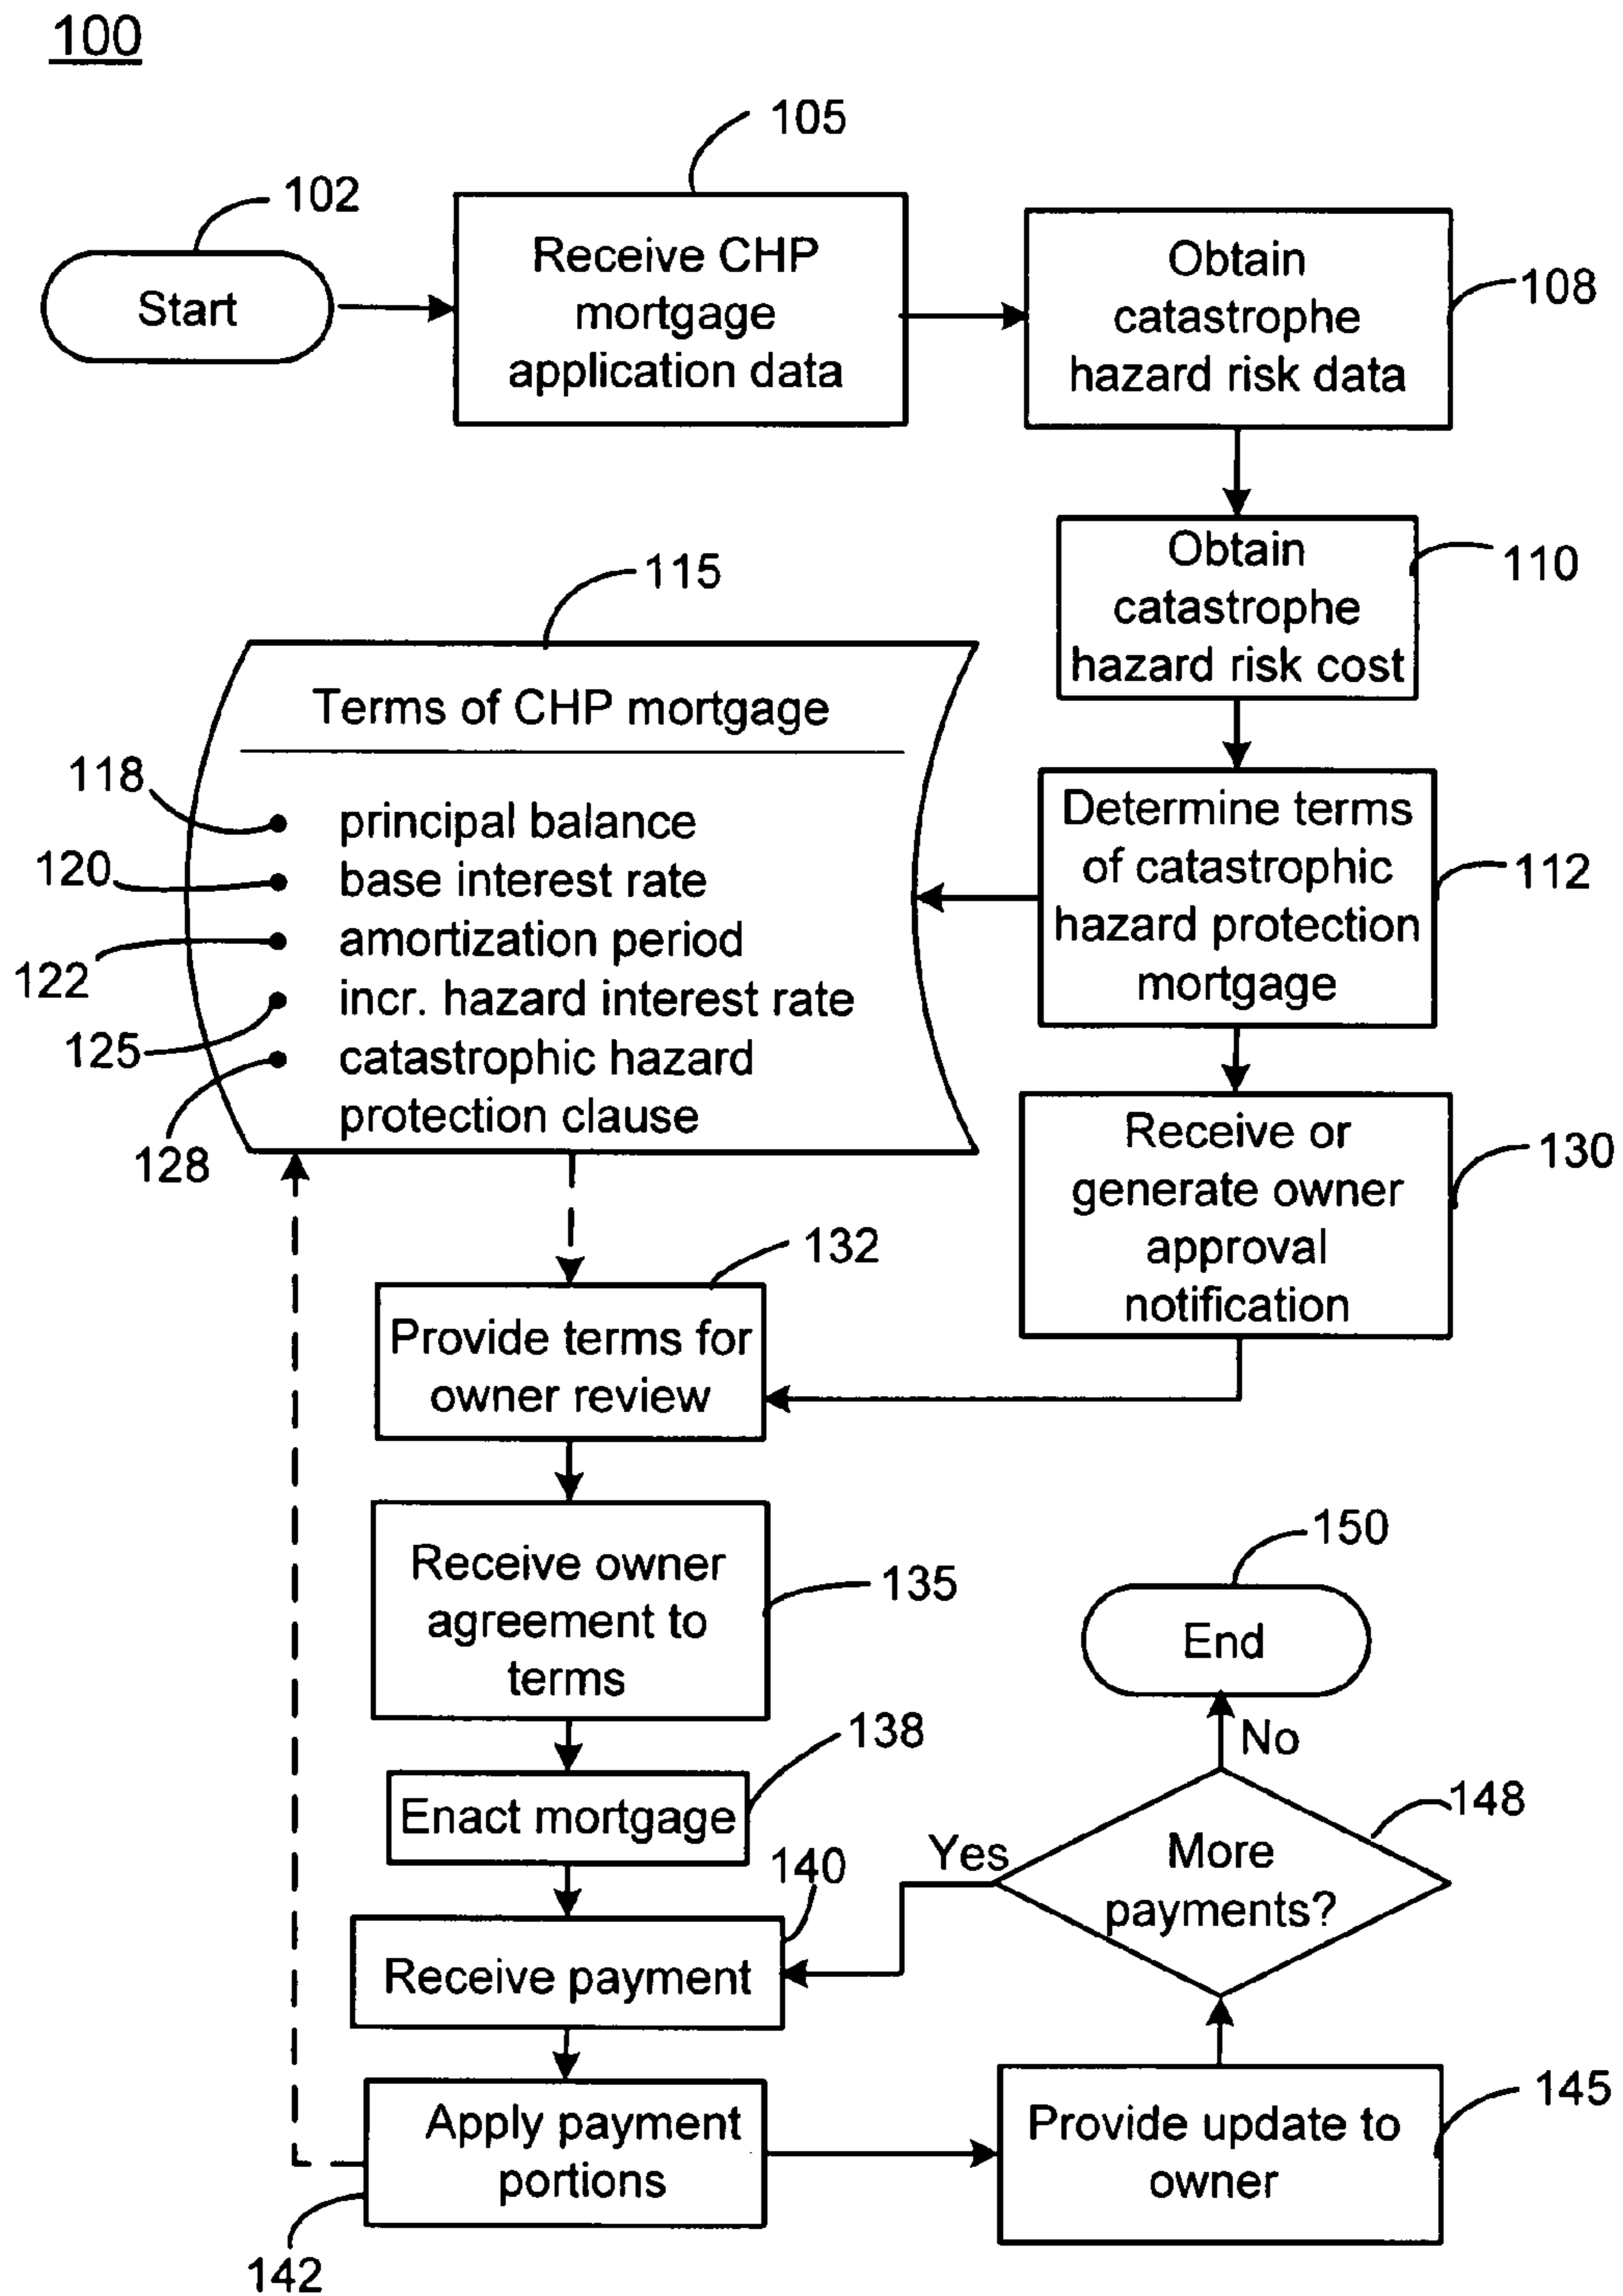 100
105
102
Start
Receive CHP
mortgage
application data
Obtain
catastrophe
hazard risk data
108
Obtain
catastrophe
hazard risk cost
110
115
Terms of CHP mortgage
118
principal balance
120
base interest rate
122
amortization period
125
incr. hazard interest rate
128
catastrophic hazard
protection clause
Determine terms
of catastrophic
hazard protection
mortgage
112
Receive or
generate owner
approval
notification
130
132
Provide terms for
owner review
Receive owner
agreement to
terms
135
138
Enact mortgage
140
Receive payment
Apply payment
portions
142
Provide update to
owner
145
More
payments?
148
Yes
No
End
150